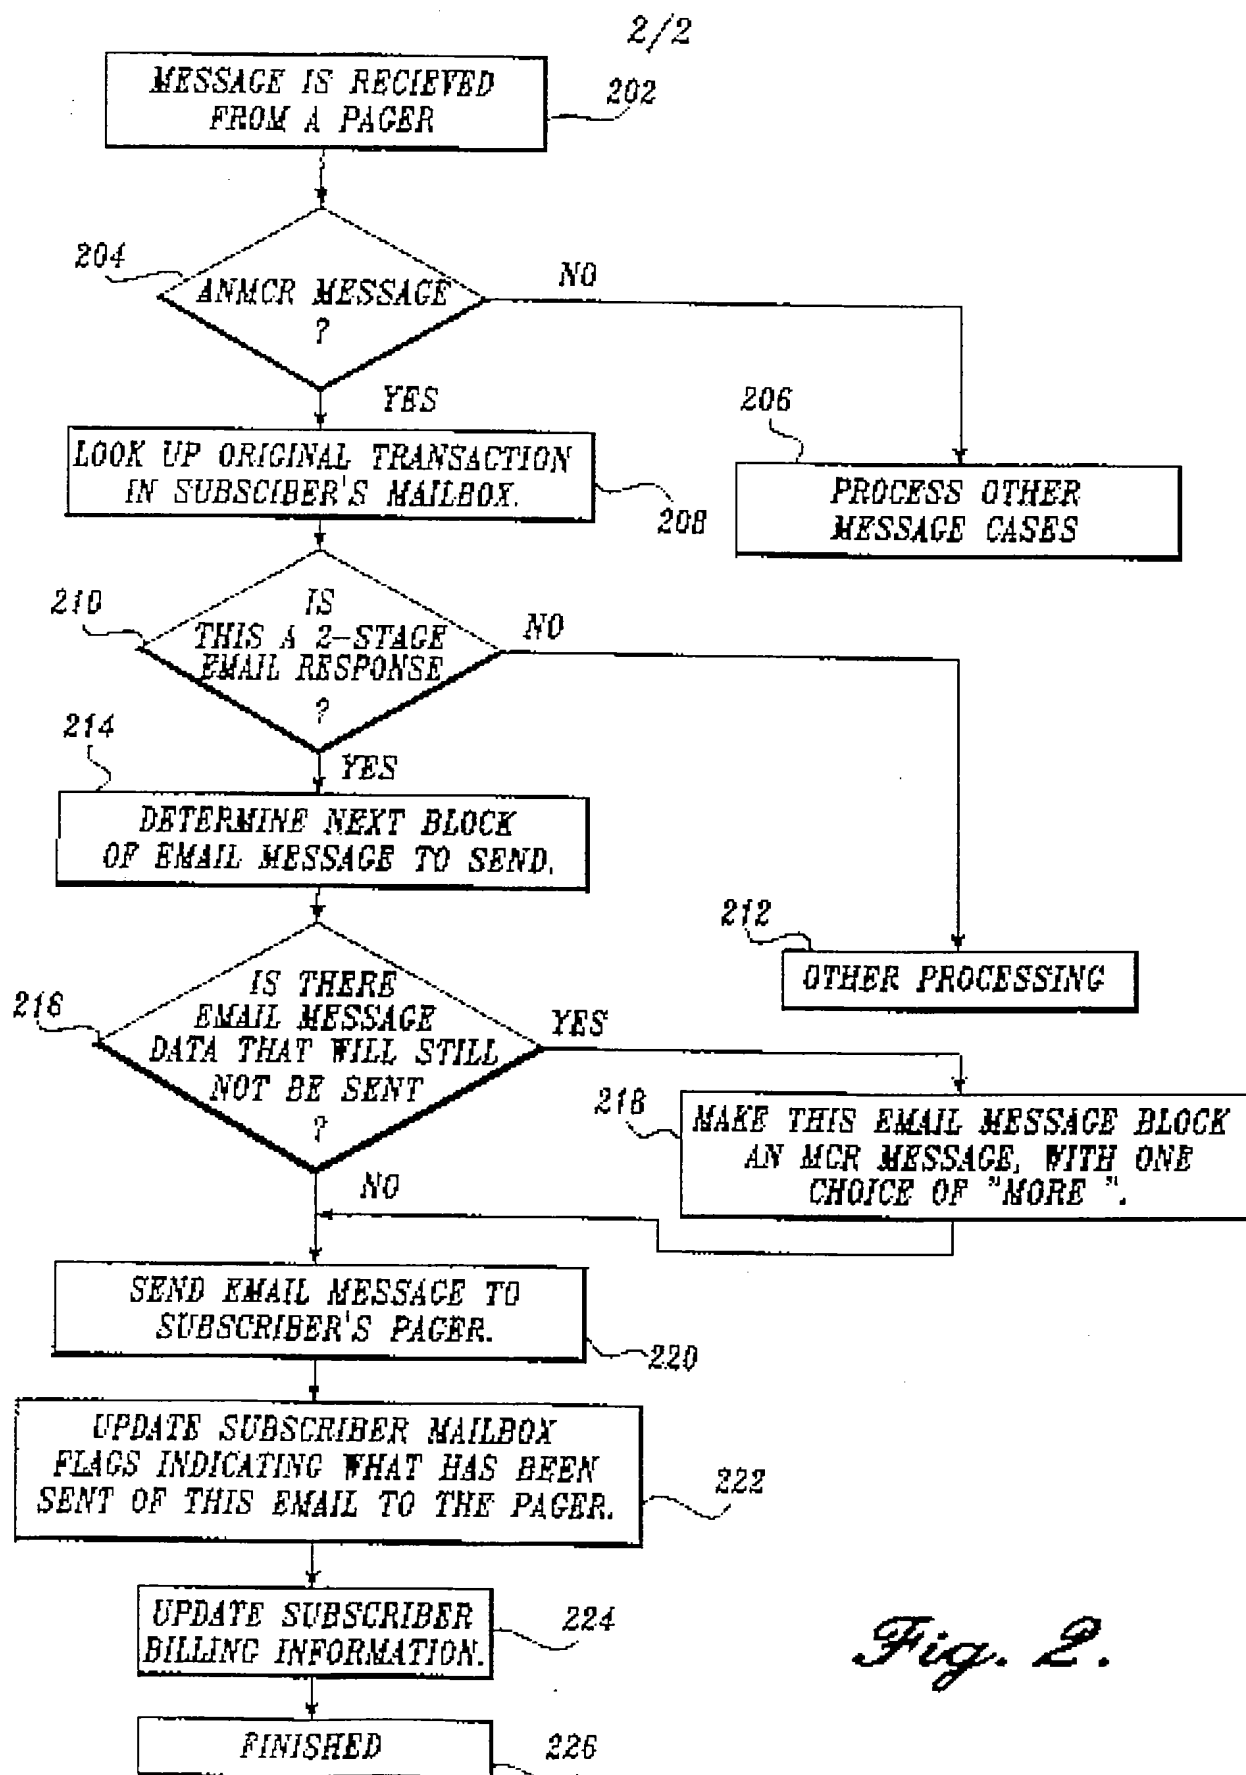 2/2
MESSAGE IS RECIEVED
FROM A PAGER
202
204
ANMCR MESSAGE
?
NO
YES
206
LOOK UP ORIGINAL TRANSACTION
IN SUBSCIBER'S MAILBOX.
208
PROCESS OTHER
MESSAGE CASES
210
IS
THIS A 2-STAGE
EMAIL RESPONSE
?
NO
214
YES
DETERMINE NEXT BLOCK
OF EMAIL MESSAGE TO SEND.
212
OTHER PROCESSING
216
IS THERE
EMAIL MESSAGE
DATA THAT WILL STILL
NOT BE SENT
?
YES
218
MAKE THIS EMAIL MESSAGE BLOCK
AN MCR MESSAGE, WITH ONE
CHOICE OF "MORE ".
NO
SEND EMAIL MESSAGE TO
SUBSCRIBER'S PAGER.
220
UPDATE SUBSCRIBER MAILBOX
FLAGS INDICATING WHAT HAS BEEN
SENT OF THIS EMAIL TO THE PAGER.
222
UPDATE SUBSCRIBER
BILLING INFORMATION.
224
Fig. 2.
FINISHED
226